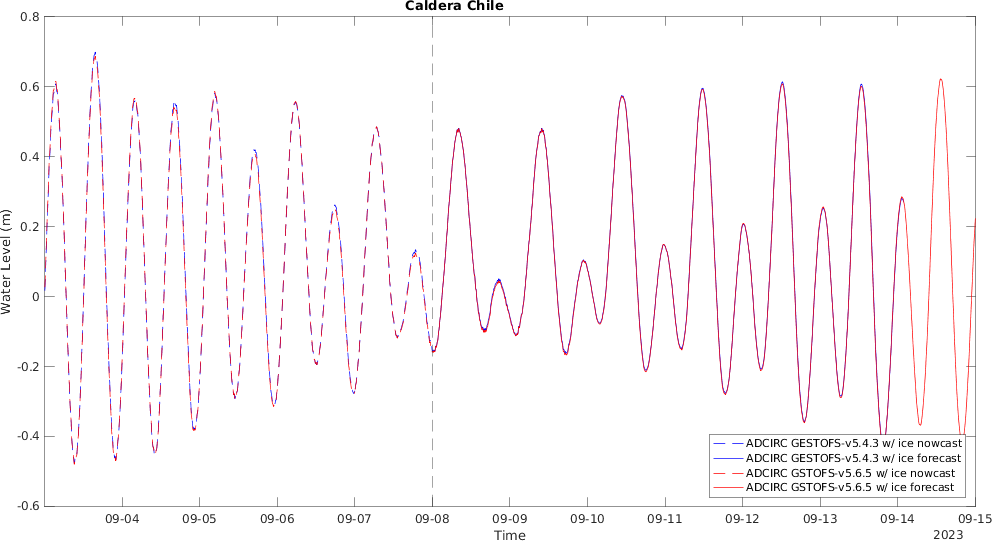 Caldera Chile
0.8
0.6
0.4
0.2
0
-0.2
-0.4
-0.6
Water Level (m)
ADCIRC GESTOFS-v5.4.3 w/ ice nowcast
ADCIRC GESTOFS-v5.4.3 w/ ice forecast
ADCIRC GSTOFS-v5.6.5 w/ ice nowcast
ADCIRC GSTOFS-v5.6.5 w/ ice forecast
09-04 09-05 09-06 09-07 09-08 09-09 09-10 09-11 09-12 09-13 09-14 09-15
Time
2023